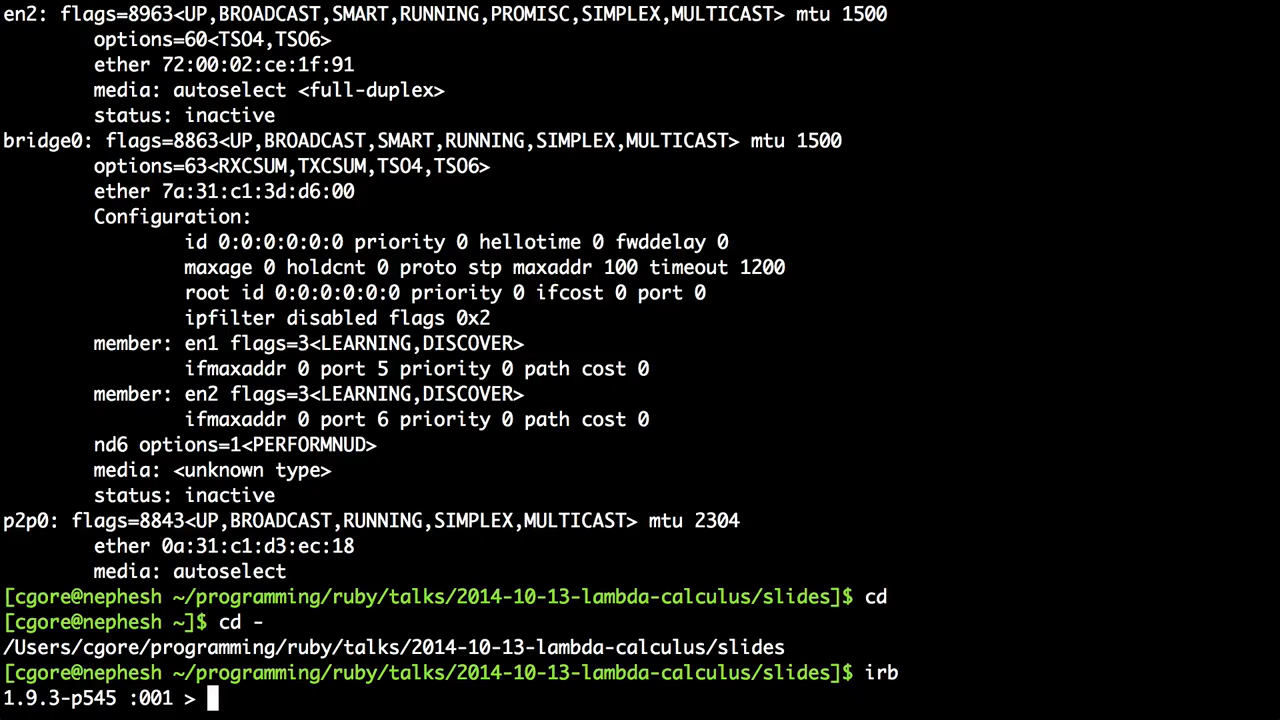 en2: flags=8963<UP,BROADCAST,SMART,RUNNING,PROMISC,SIMPLEX,MULTICAST> mtu 1500
options=60<TSO4,TSO6>
ether 72:00:02:ce:1f:91
media: autoselect <full-duplex>
status: inactive
bridge0: flags=8863<UP,BROADCAST,SMART,RUNNING,SIMPLEX,MULTICAST> mtu 1500
options=63<RXCSUM,TXCSUM,TSO4,TSO6>
ether 7a:31:c1:3d:d6:00
Configuration:
id 0:0:0:0:0:0 priority 0 hellotime 0 fwddelay 0
maxage 0 holdcnt 0 proto stp maxaddr 100 timeout 1200
root id 0:0:0:0:0:0 priority 0 ifcost 0 port 0
ipfilter disabled flags 0x2
member: en1 flags=3<LEARNING,DISCOVER>
ifmaxaddr 0 port 5 priority 0 path cost 0
member: en2 flags=3<LEARNING,DISCOVER>
ifmaxaddr 0 port 6 priority 0 path cost 0
nd6 options=1<PERFORMNUD>
media: <unknown type>
status: inactive
p2p0: flags=8843<UP,BROADCAST,RUNNING,SIMPLEX,MULTICAST> mtu 2304
ether 0a:31:c1:d3:ec:18
media: autoselect
[cgore@nephesh ~/programming/ruby/talks/2014-10-13-lambda-calculus/slides]$ cd
[cgore@nephesh ~]$ cd -
/Users/cgore/programming/ruby/talks/2014-10-13-lambda-calculus/slides
[cgore@nephesh ~/programming/ruby/talks/2014-10-13-lambda-calculus/slides]$ irb
1.9.3-p545 :001 >